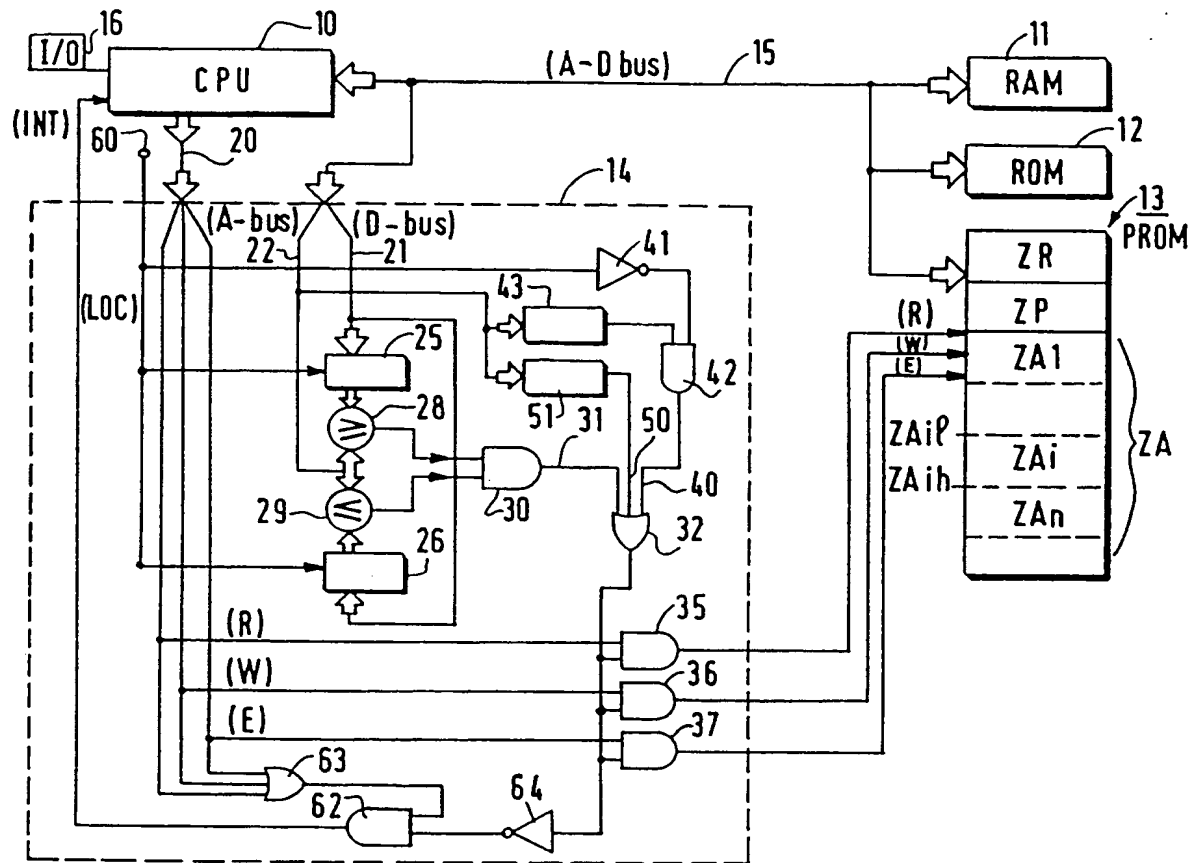 16
10
11
I/O
CPU
(A-D bus)
15
RAM
(INT)
60
20
12
ROM
14
13
PROM
(A-bus)
(D-bus)
22
21
41
ZR
(LOC)
43
ZP
(R)
25
(W)
ZA1
(E)
42
28
51
50
31
ZAiℓ
ZA
ZAi
ZAih
≥
≤
29
30
40
32
ZAn
26
(R)
35
(W)
36
(E)
37
63
62
64